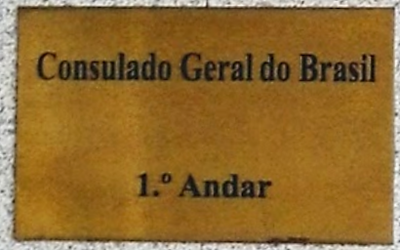 Consulado Geral do Brasil
1.º Andar